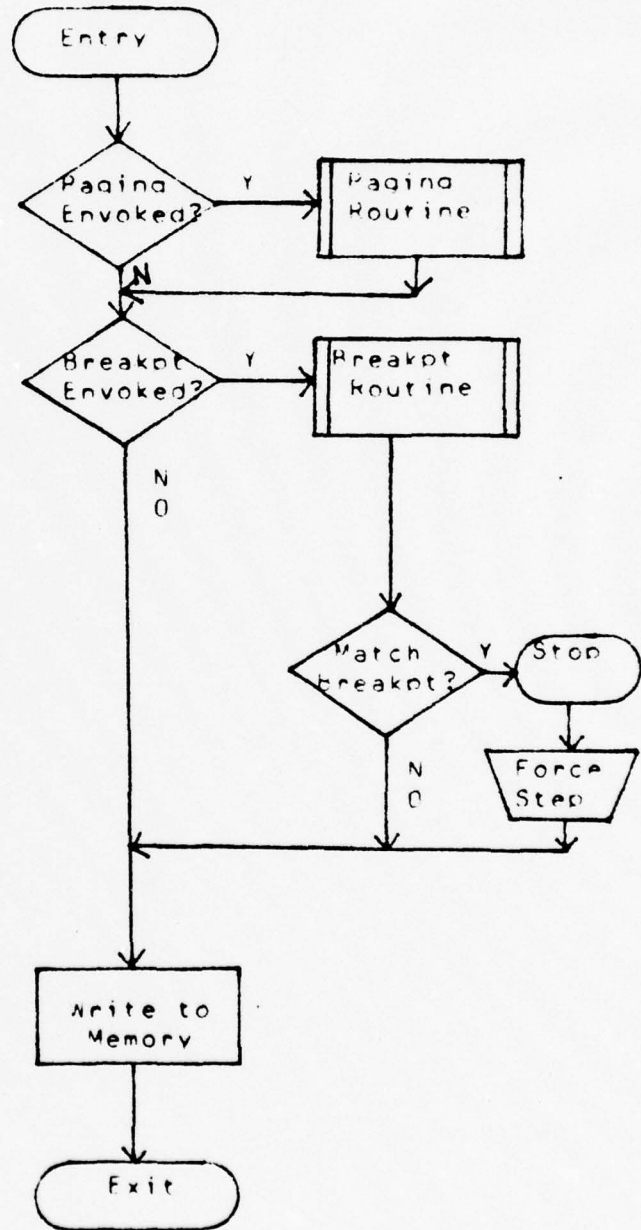 Entry
Paging
Envoked?
Y
Paging
Routine
N
Breakpt
Envoked?
Y
Breakpt
Routine
N
O
Match
Breakpt?
Y
Stop
N
O
Force
Step
Write to
Memory
Exit